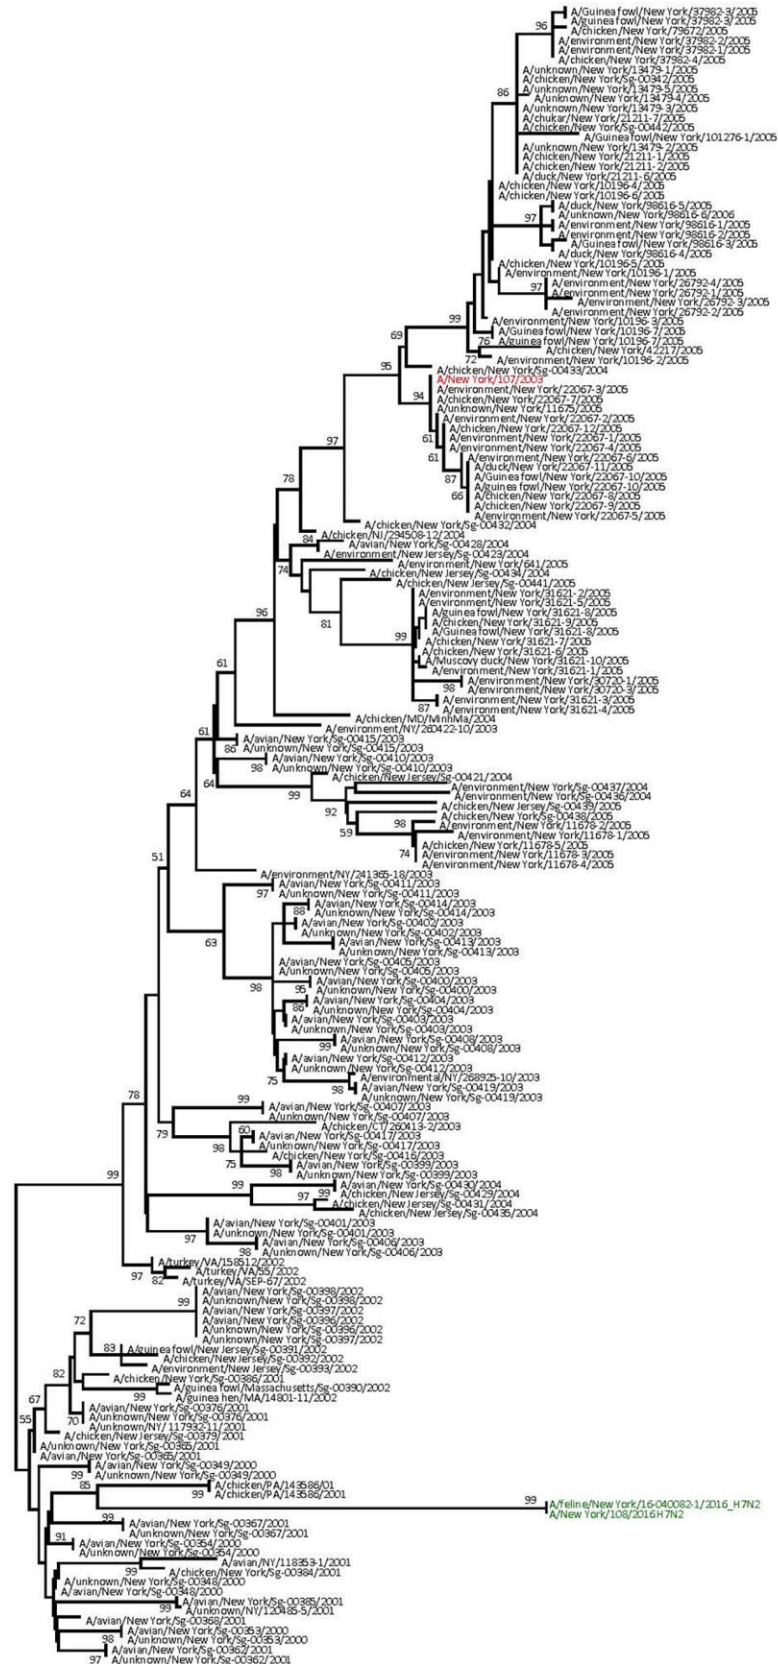 A/Guinea fowl/New York/37982-3/2005
A/guinea fowl/New York/37982-3/2005
96
A/chicken/New York/79672/2005
A/environment/New York/37982-2/2005
A/environment/New York/37982-1/2005
A/chicken/New York/37982-4/2005
A/unknown/New York/13479-1/2005
A/chicken/New York/Sg-00342/2005
86
A/unknown/New York/13479-5/2005
A/unknown/New York/13479-4/2005
A/unknown/New York/13479-3/2005
A/chukar/New York/21211-7/2005
A/chicken/New York/Sg-00442/2005
A/Guinea fowl/New York/101276-1/2005
A/unknown/New York/13479-2/2005
A/chicken/New York/21211-1/2005
A/chicken/New York/21211-2/2005
A/duck/New York/21211-6/2005
A/chicken/New York/10196-4/2005
A/chicken/New York/10196-6/2005
A/duck/New York/98616-5/2005
97
A/unknown/New York/98616-6/2006
A/environment/New York/98616-1/2005
A/environment/New York/98616-2/2005
A/Guinea fowl/New York/98616-3/2005
A/duck/New York/98616-4/2005
A/chicken/New York/10196-5/2005
A/environment/New York/10196-1/2005
A/environment/New York/26792-4/2005
97
A/environment/New York/26792-1/2005
A/environment/New York/26792-3/2005
A/environment/New York/26792-2/2005
99
A/environment/New York/10196-3/2005
A/Guinea fowl/New York/10196-7/2005
69
76
A/guinea fowl/New York/10196-7/2005
A/chicken/New York/42217/2005
72
A/environment/New York/10196-2/2005
95
A/chicken/New York/Sg-00433/2004
A/New York/107/2003
A/environment/New York/22067-3/2005
94
A/chicken/New York/22067-7/2005
A/unknown/New York/11675/2005
A/environment/New York/22067-2/2005
A/chicken/New York/22067-12/2005
61
A/environment/New York/22067-1/2005
97
A/environment/New York/22067-4/2005
61
A/environment/New York/22067-6/2005
A/duck/New York/22067-11/2005
87
A/Guinea fowl/New York/22067-10/2005
78
A/guinea fowl/New York/22067-10/2005
66
A/chicken/New York/22067-8/2005
A/chicken/New York/22067-9/2005
A/environment/New York/22067-5/2005
A/chicken/New York/Sg-00432/2004
A/chicken/NJ/294508-12/2004
84
A/avian/New York/Sg-00428/2004
A/environment/New Jersey/Sg-00423/2004
A/environment/New York/641/2005
74
A/chicken/New Jersey/Sg-00434/2004
A/chicken/New Jersey/Sg-00441/2005
A/environment/New York/31621-2/2005
A/environment/New York/31621-5/2005
96
A/guinea fowl/New York/31621-8/2005
81
A/chicken/New York/31621-9/2005
A/Guinea fowl/New York/31621-8/2005
99
A/chicken/New York/31621-7/2005
A/chicken/New York/31621-6/2005
61
A/Muscovy duck/New York/31621-10/2005
A/environment/New York/31621-1/2005
A/environment/New York/30720-1/2005
98
A/environment/New York/30720-3/2005
A/environment/New York/31621-3/2005
87
A/environment/New York/31621-4/2005
A/chicken/MD/MinhMa/2004
A/environment/NY/260422-10/2003
61
A/avian/New York/Sg-00415/2003
86
A/unknown/New York/Sg-00415/2003
A/avian/New York/Sg-00410/2003
98
A/unknown/New York/Sg-00410/2003
A/chicken/New Jersey/Sg-00421/2004
64
A/environment/New York/Sg-00437/2004
99
A/environment/New York/Sg-00436/2004
64
A/chicken/New Jersey/Sg-00439/2005
92
A/chicken/New York/Sg-00438/2005
98
A/environment/New York/11678-2/2005
59
A/environment/New York/11678-1/2005
A/chicken/New York/11678-5/2005
74
A/environment/New York/11678-3/2005
51
A/environment/New York/11678-4/2005
A/environment/NY/241365-18/2003
A/avian/New York/Sg-00411/2003
97
A/unknown/New York/Sg-00411/2003
A/avian/New York/Sg-00414/2003
88
A/unknown/New York/Sg-00414/2003
A/avian/New York/Sg-00402/2003
A/unknown/New York/Sg-00402/2003
63
A/avian/New York/Sg-00413/2003
A/unknown/New York/Sg-00413/2003
A/avian/New York/Sg-00405/2003
A/unknown/New York/Sg-00405/2003
98
A/avian/New York/Sg-00400/2003
95
A/unknown/New York/Sg-00400/2003
A/avian/New York/Sg-00404/2003
86
A/unknown/New York/Sg-00404/2003
A/avian/New York/Sg-00403/2003
A/unknown/New York/Sg-00403/2003
A/avian/New York/Sg-00408/2003
99
A/unknown/New York/Sg-00408/2003
A/avian/New York/Sg-00412/2003
A/unknown/New York/Sg-00412/2003
75
A/environmental/NY/268925-10/2003
98
A/avian/New York/Sg-00419/2003
A/unknown/New York/Sg-00419/2003
78
99
A/avian/New York/Sg-00407/2003
A/unknown/New York/Sg-00407/2003
A/chicken/CT/260413-2/2003
79
60
A/avian/New York/Sg-00417/2003
98
A/unknown/New York/Sg-00417/2003
A/chicken/New York/Sg-00416/2003
75
A/avian/New York/Sg-00399/2003
98
A/unknown/New York/Sg-00399/2003
99
99
A/avian/New York/Sg-00430/2004
97
99
A/chicken/New Jersey/Sg-00429/2004
A/chicken/New Jersey/Sg-00431/2004
A/chicken/New Jersey/Sg-00435/2004
A/avian/New York/Sg-00401/2003
A/unknown/New York/Sg-00401/2003
97
A/avian/New York/Sg-00406/2003
98
A/unknown/New York/Sg-00406/2003
A/turkey/VA/158512/2002
A/turkey/VA/55/2002
97
82
A/turkey/VA/SEP-67/2002
A/avian/New York/Sg-00398/2002
A/unknown/New York/Sg-00398/2002
99
A/avian/New York/Sg-00397/2002
A/avian/New York/Sg-00396/2002
72
A/unknown/New York/Sg-00396/2002
A/unknown/New York/Sg-00397/2002
83
A/guinea fowl/New Jersey/Sg-00391/2002
A/chicken/New Jersey/Sg-00392/2002
A/environment/New Jersey/Sg-00393/2002
82
A/chicken/New York/Sg-00386/2001
A/guinea fowl/Massachusetts/Sg-00390/2002
99
A/guinea hen/MA/14801-11/2002
67
A/avian/New York/Sg-00376/2001
A/unknown/New York/Sg-00376/2001
55
70
A/unknown/NY/117932-11/2001
A/chicken/New Jersey/Sg-00379/2001
A/unknown/New York/Sg-00365/2001
A/avian/New York/Sg-00365/2001
A/avian/New York/Sg-00349/2000
99
A/unknown/New York/Sg-00349/2000
85
A/chicken/PA/143586/01
99
A/chicken/PA/143586/2001
99
A/feline/New York/16-040082-1/2016_H7N2
A/New York/108/2016 H7N2
99
A/avian/New York/Sg-00367/2001
A/unknown/New York/Sg-00367/2001
91
A/avian/New York/Sg-00354/2000
A/unknown/New York/Sg-00354/2000
A/avian/NY/118353-1/2001
99
A/chicken/New York/Sg-00384/2001
A/unknown/New York/Sg-00348/2000
A/avian/New York/Sg-00348/2000
A/avian/New York/Sg-00385/2001
99
A/unknown/NY/120485-5/2001
A/avian/New York/Sg-00368/2001
A/avian/New York/Sg-00353/2000
98
A/unknown/New York/Sg-00353/2000
A/avian/New York/Sg-00362/2001
97
A/unknown/New York/Sg-00362/2001